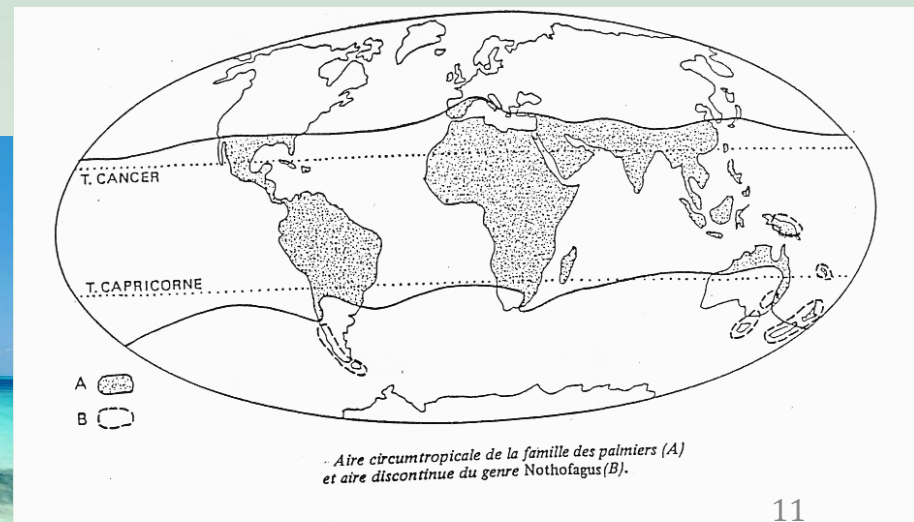 T. CANCER
T. CAPRICORNE
A
B
Aire circumtropicale de la famille des palmiers (A)
et aire discontinue du genre Nothofagus (B).
11